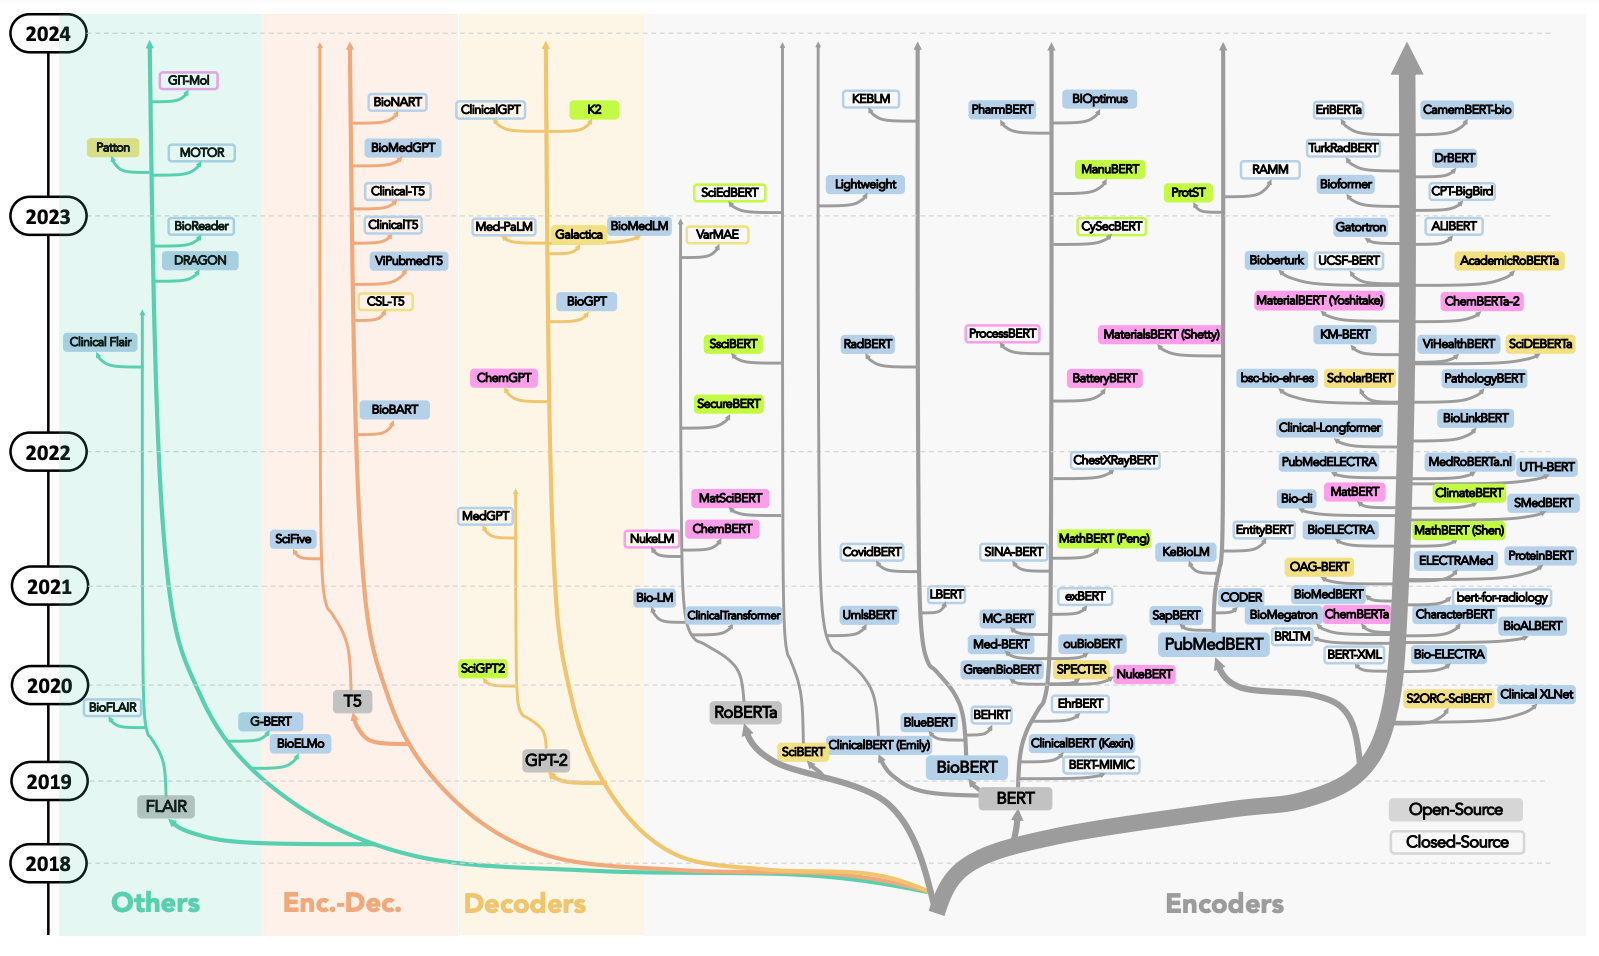 2024
2023
2022
2021
2020
2019
2018
GIT-Mol
Patton
MOTOR
BioReader
DRAGON
Clinical Flair
BioFLAIR
G-BERT
BioELMo
FLAIR
Others
BioNART
BioMedGPT
Clinical-T5
ClinicalT5
ViPubmedT5
CSL-T5
BioBART
SciFive
T5
Enc.-Dec.
ClinicalGPT
K2
Med-PaLM
Galactica
BioMedLM
BioGPT
ChemGPT
MedGPT
SciGPT2
GPT-2
Decoders
SciEdBERT
VarMAE
SsciBERT
SecureBERT
MatSciBERT
ChemBERT
NukeLM
Bio-LM
ClinicalTransformer
RoBERTa
SciBERT
KEBLM
Lightweight
RadBERT
CovidBERT
LBERT
UmlsBERT
BlueBERT
BEHRT
ClinicalBERT (Emily)
BioBERT
PharmBERT
BIOptimus
ManuBERT
CySecBERT
ProcessBERT
BatteryBERT
ChestXRayBERT
MathBERT (Peng)
SINA-BERT
exBERT
MC-BERT
Med-BERT
ouBioBERT
GreenBioBERT
SPECTER
NukeBERT
EhrBERT
ClinicalBERT (Kexin)
BERT-MIMIC
BERT
ProtST
RAMM
MaterialsBERT (Shetty)
EntityBERT
KeBioLM
CODER
SapBERT
PubMedBERT
EriBERTa
CamemBERT-bio
TurkRadBERT
DrBERT
Bioformer
CPT-BigBird
Gatortron
ALIBERT
Bioberturk
UCSF-BERT
AcademicRoBERTa
MaterialBERT (Yoshitake)
ChemBERTa-2
KM-BERT
ViHealthBERT
SciDEBERTa
bsc-bio-ehr-es
ScholarBERT
PathologyBERT
BioLinkBERT
Clinical-Longformer
PubMedELECTRA
MedRoBERTa.nl
UTH-BERT
Bio-cli
MatBERT
ClimateBERT
SMedBERT
BioELECTRA
MathBERT (Shen)
OAG-BERT
ELECTRAMed
ProteinBERT
BioMedBERT
bert-for-radiology
BioMegatron
ChemBERTa
CharacterBERT
BioALBERT
BRLTM
BERT-XML
Bio-ELECTRA
S2ORC-SciBERT
Clinical XLNet
Open-Source
Closed-Source
Encoders